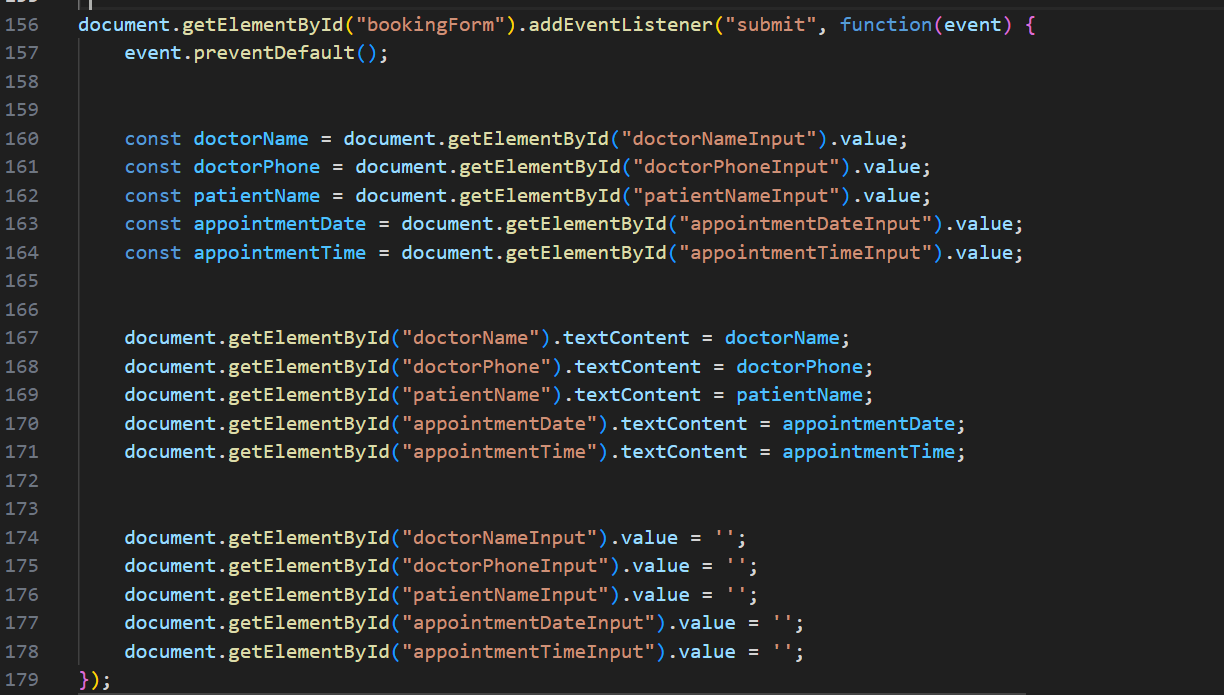 156 document.getElementById("bookingForm").addEventListener("submit", function(event) {
157     event.preventDefault();
158
159
160     const doctorName = document.getElementById("doctorNameInput").value;
161     const doctorPhone = document.getElementById("doctorPhoneInput").value;
162     const patientName = document.getElementById("patientNameInput").value;
163     const appointmentDate = document.getElementById("appointmentDateInput").value;
164     const appointmentTime = document.getElementById("appointmentTimeInput").value;
165
166
167     document.getElementById("doctorName").textContent = doctorName;
168     document.getElementById("doctorPhone").textContent = doctorPhone;
169     document.getElementById("patientName").textContent = patientName;
170     document.getElementById("appointmentDate").textContent = appointmentDate;
171     document.getElementById("appointmentTime").textContent = appointmentTime;
172
173
174     document.getElementById("doctorNameInput").value = '';
175     document.getElementById("doctorPhoneInput").value = '';
176     document.getElementById("patientNameInput").value = '';
177     document.getElementById("appointmentDateInput").value = '';
178     document.getElementById("appointmentTimeInput").value = '';
179 });